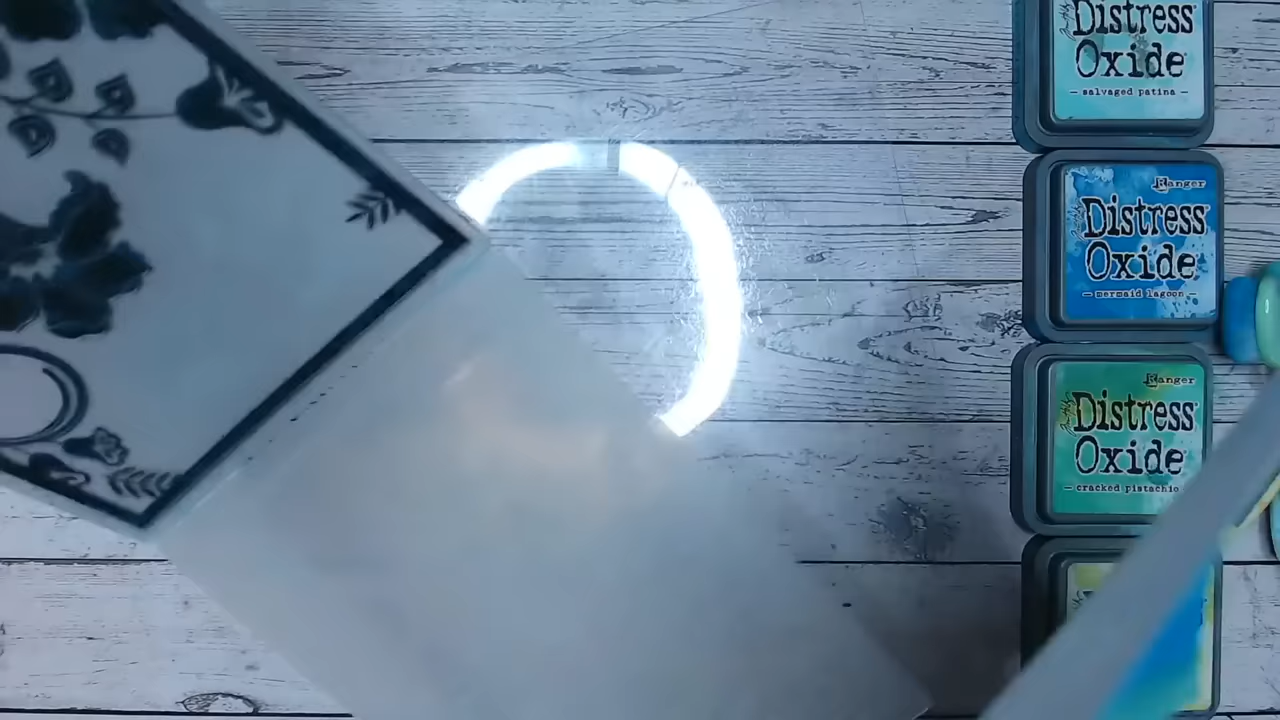 Distress
Oxide
— salvaged patina —
Ranger
Distress
Oxide
— mermaid lagoon —
Ranger
Distress
Oxide
— cracked pistachio